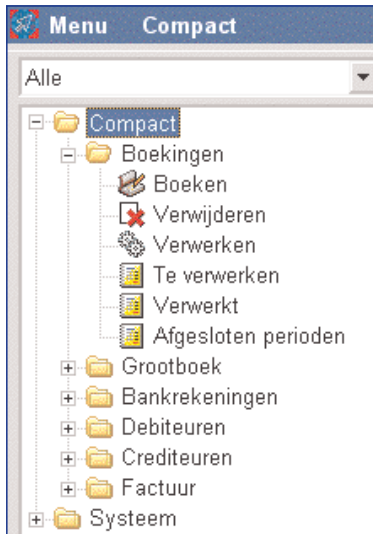 Menu Compact
Alle
Compact
Boekingen
Boeken
Verwijderen
Verwerken
Te verwerken
Verwerkt
Afgesloten perioden
Grootboek
Bankrekeningen
Debiteuren
Crediteuren
Factuur
Systeem